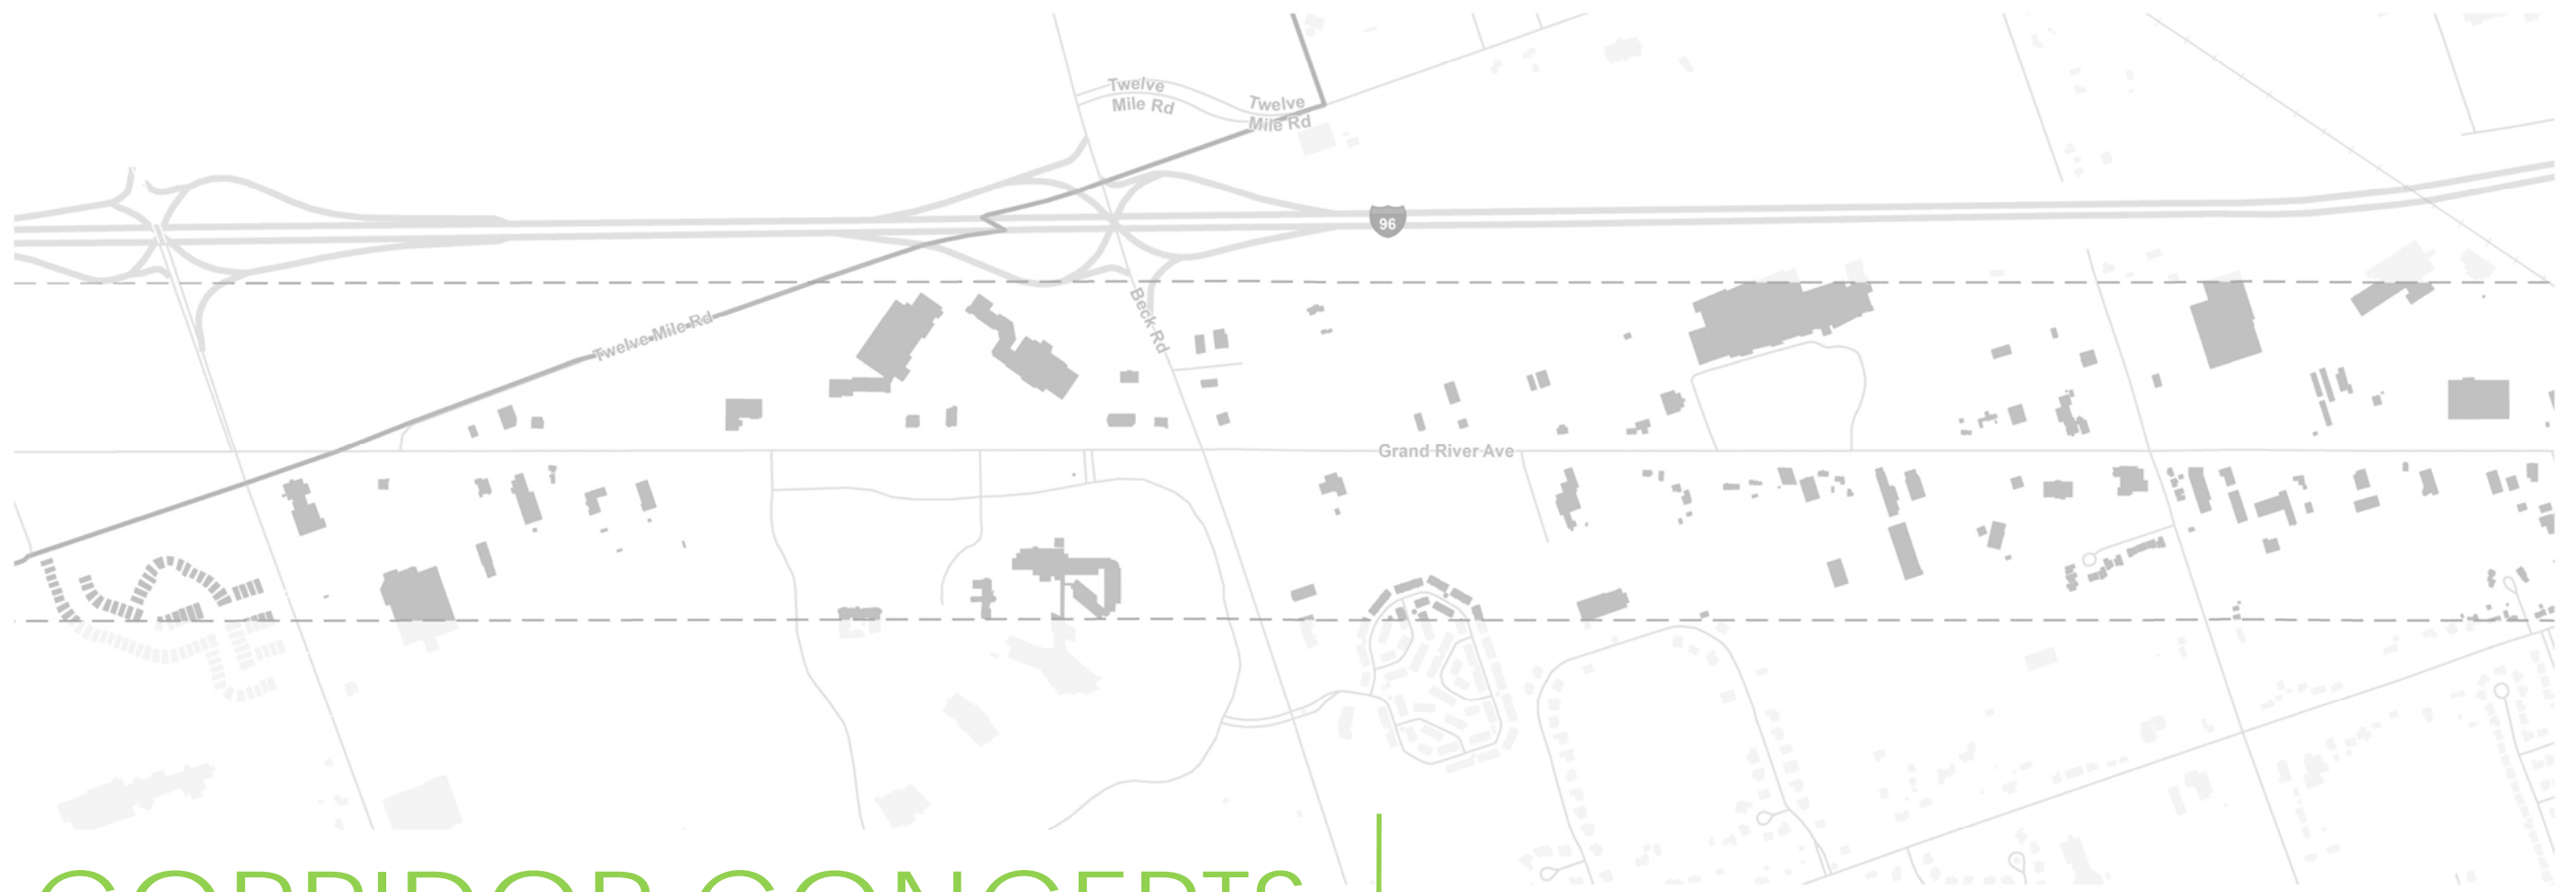 Twelve
Mile Rd
Twelve
Mile Rd
96
Beck Rd
Twelve Mile Rd
Grand River Ave
CORRIDOR CONCEPTS